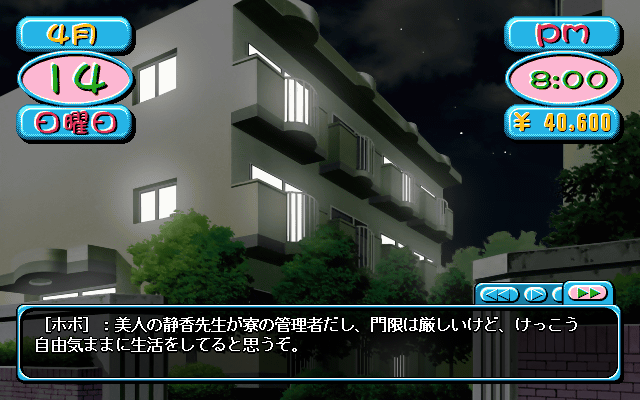 4月
14
日曜日
pm
8:00
¥ 40,600
［ホボ］：美人の静香先生が寮の管理者だし、門限は厳しいけど、けっこう
自由気ままに生活をしてると思うぞ。